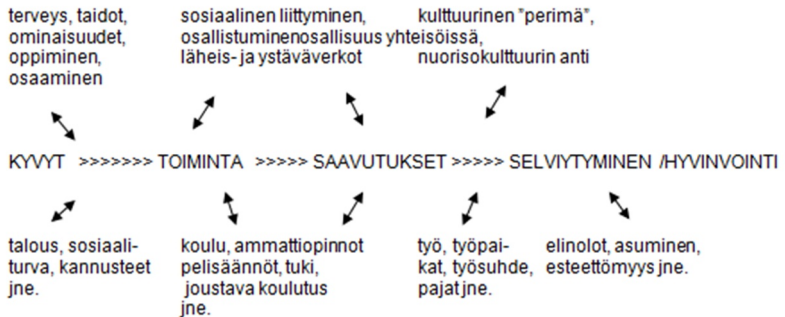 terveys, taidot,
ominaisuudet,
oppiminen,
osaaminen
sosiaalinen liittyminen,
osallistuminenosallisuus yhteisöissä,
läheis- ja ystäväverkot
kulttuurinen ”perimä”,
nuorisokulttuurin anti
KYVYT >>>>>>> TOIMINTA >>>>> SAAVUTUKSET >>>>> SELVIYTYMINEN /HYVINVOINTI
talous, sosiaali-
turva, kannusteet
jne.
koulu, ammattiopinnot
pelisäännöt, tuki,
joustava koulutus
jne.
työ, työpai-
kat, työsuhde,
pajat jne.
elinolot, asuminen,
esteettömyys jne.